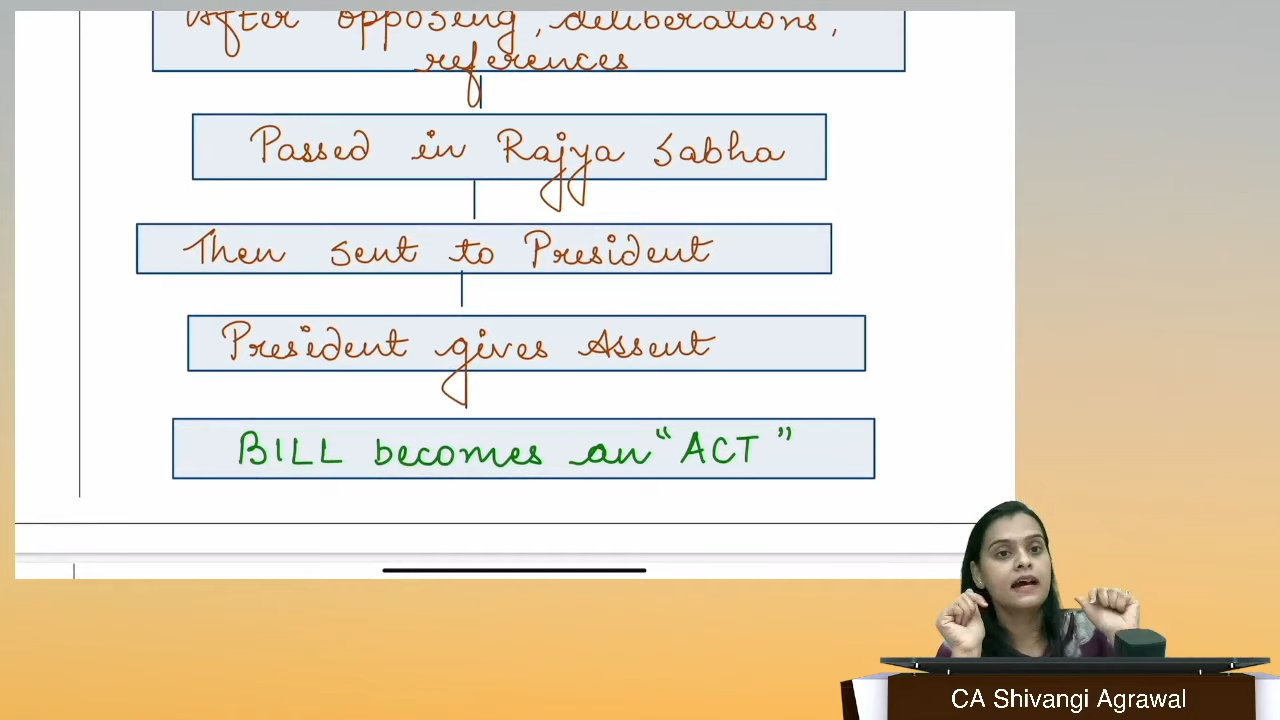 After opposing, deliberations,
references
Passed in Rajya Sabha
Then sent to President
President gives Assent
BILL becomes an "ACT"
CA Shivangi Agrawal